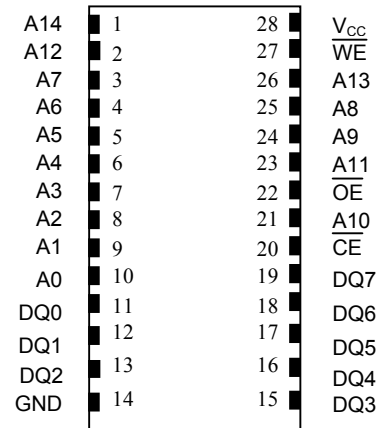 A14 1 28 VCC
A12 2 27 WE
A7 3 26 A13
A6 4 25 A8
A5 5 24 A9
A4 6 23 A11
A3 7 22 OE
A2 8 21 A10
A1 9 20 CE
A0 10 19 DQ7
DQ0 11 18 DQ6
DQ1 12 17 DQ5
DQ2 13 16 DQ4
GND 14 15 DQ3